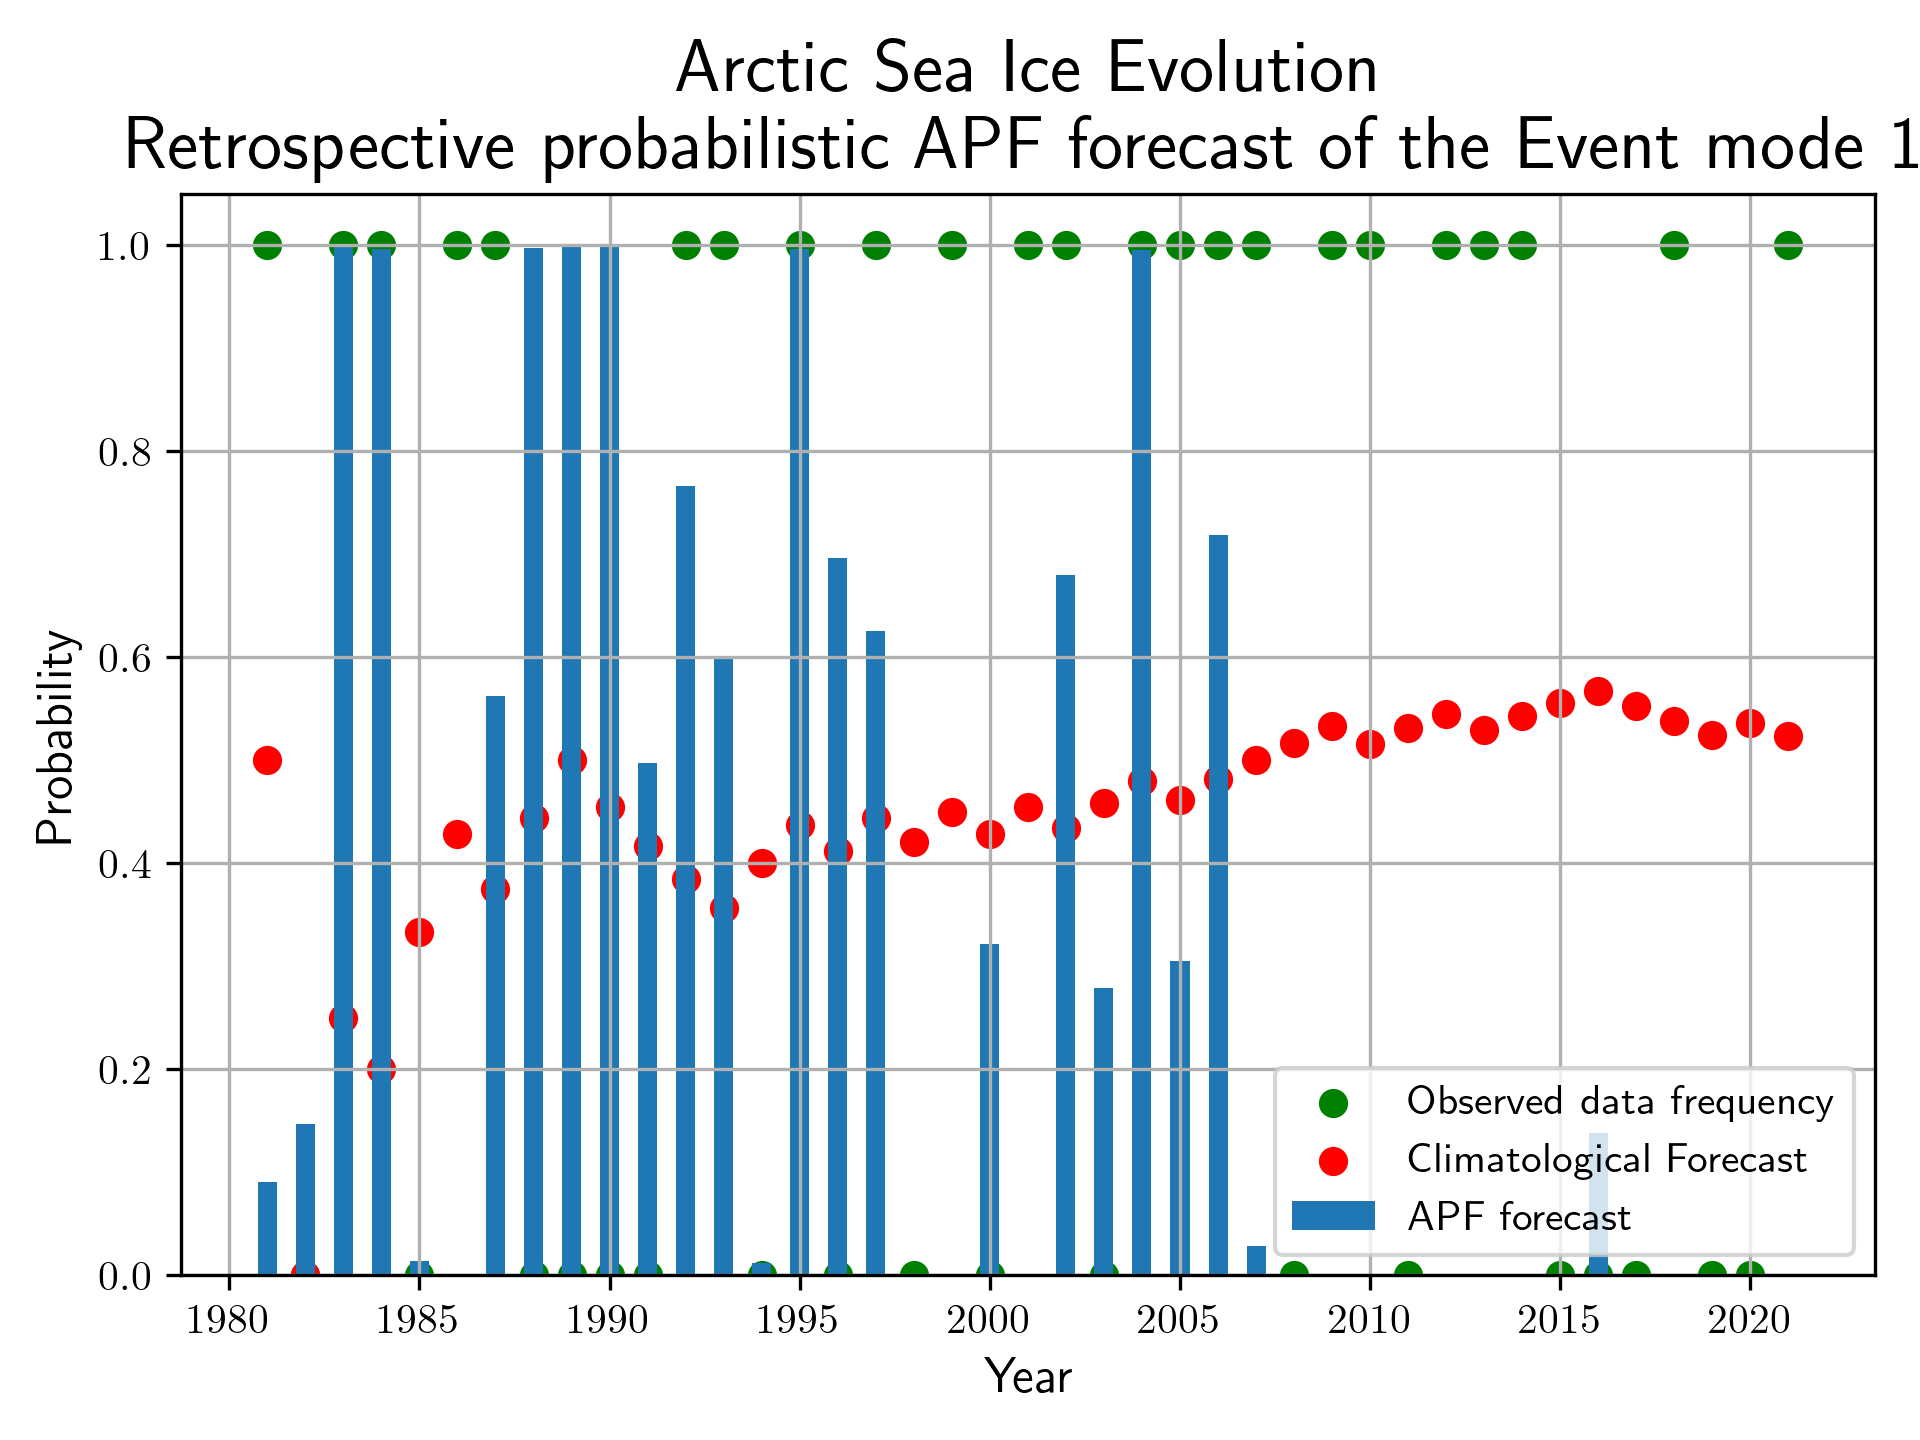 Arctic Sea Ice Evolution
Retrospective probabilistic APF forecast of the Event mode 1
1.0
0.8
0.6
0.4
0.2
0.0
Probability
Observed data frequency
Climatological Forecast
APF forecast
1980 1985 1990 1995 2000 2005 2010 2015 2020
Year